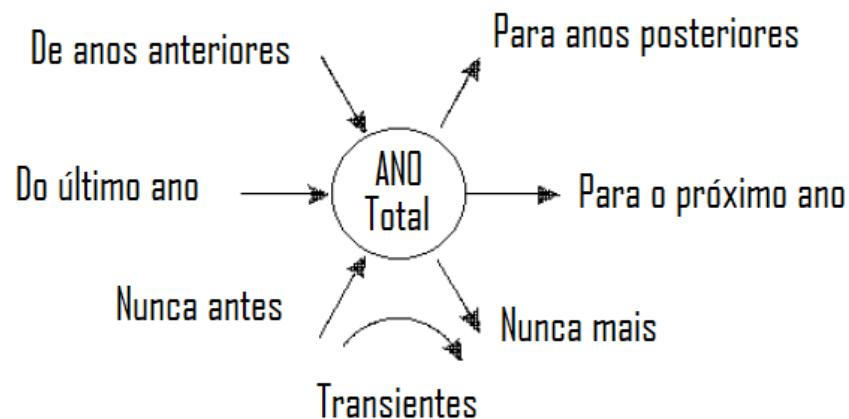 De anos anteriores
Para anos posteriores
Do último ano
ANO
Total
Para o próximo ano
Nunca antes
Nunca mais
Transientes